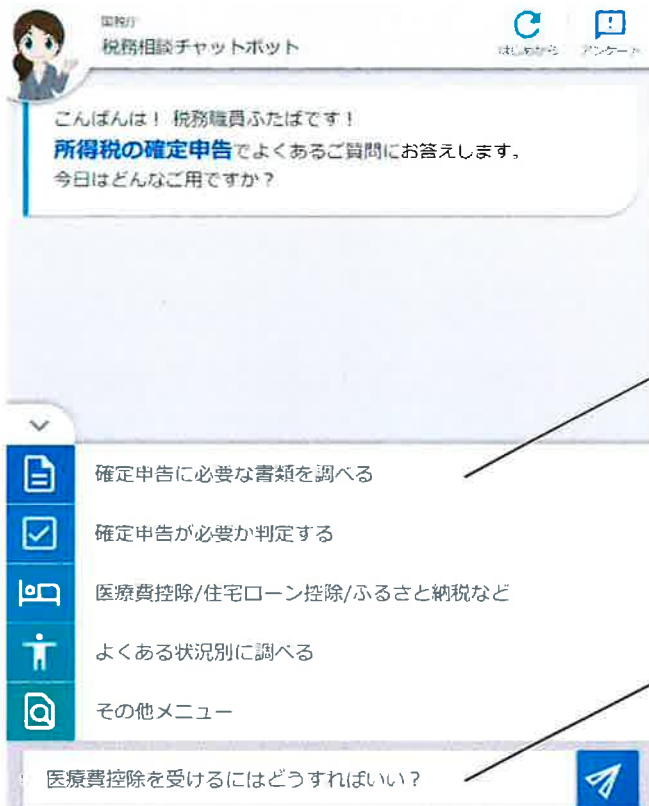 国税庁
税務相談チャットボット
はじめから
アンケート
こんばんは! 税務職員ふたばです!
所得税の確定申告でよくあるご質問にお答えします。
今日はどんなご用ですか?
確定申告に必要な書類を調べる
確定申告が必要か判定する
医療費控除/住宅ローン控除/ふるさと納税など
よくある状況別に調べる
その他メニュー
医療費控除を受けるにはどうすればいい?